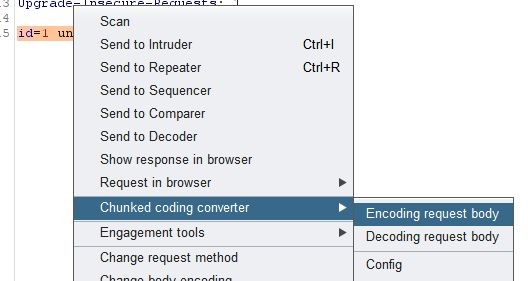 13 Upgrade-Insecure-Requests: 1
14
15 id=1 un
Scan
Send to Intruder Ctrl+I
Send to Repeater Ctrl+R
Send to Sequencer
Send to Comparer
Send to Decoder
Show response in browser
Request in browser
Chunked coding converter
Encoding request body
Engagement tools
Decoding request body
Change request method
Config
Change body encoding